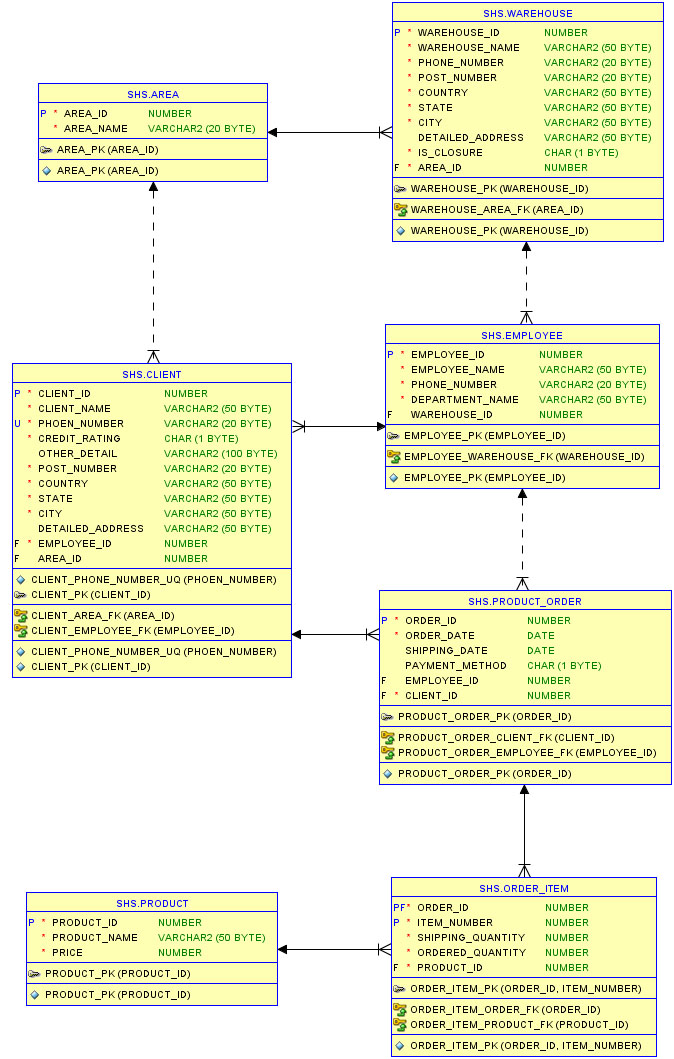 SHS.WAREHOUSE
P * WAREHOUSE_ID NUMBER
* WAREHOUSE_NAME VARCHAR2 (50 BYTE)
* PHONE_NUMBER VARCHAR2 (20 BYTE)
* POST_NUMBER VARCHAR2 (20 BYTE)
* COUNTRY VARCHAR2 (50 BYTE)
* STATE VARCHAR2 (50 BYTE)
* CITY VARCHAR2 (50 BYTE)
DETAILED_ADDRESS VARCHAR2 (50 BYTE)
* IS_CLOSURE CHAR (1 BYTE)
F * AREA_ID NUMBER
WAREHOUSE_PK (WAREHOUSE_ID)
WAREHOUSE_AREA_FK (AREA_ID)
WAREHOUSE_PK (WAREHOUSE_ID)
SHS.AREA
P * AREA_ID NUMBER
* AREA_NAME VARCHAR2 (20 BYTE)
AREA_PK (AREA_ID)
AREA_PK (AREA_ID)
SHS.EMPLOYEE
P * EMPLOYEE_ID NUMBER
* EMPLOYEE_NAME VARCHAR2 (50 BYTE)
* PHONE_NUMBER VARCHAR2 (20 BYTE)
* DEPARTMENT_NAME VARCHAR2 (50 BYTE)
F WAREHOUSE_ID NUMBER
EMPLOYEE_PK (EMPLOYEE_ID)
EMPLOYEE_WAREHOUSE_FK (WAREHOUSE_ID)
EMPLOYEE_PK (EMPLOYEE_ID)
SHS.CLIENT
P * CLIENT_ID NUMBER
* CLIENT_NAME VARCHAR2 (50 BYTE)
U * PHOEN_NUMBER VARCHAR2 (20 BYTE)
* CREDIT_RATING CHAR (1 BYTE)
OTHER_DETAIL VARCHAR2 (100 BYTE)
* POST_NUMBER VARCHAR2 (20 BYTE)
* COUNTRY VARCHAR2 (50 BYTE)
* STATE VARCHAR2 (50 BYTE)
* CITY VARCHAR2 (50 BYTE)
DETAILED_ADDRESS VARCHAR2 (50 BYTE)
F * EMPLOYEE_ID NUMBER
F AREA_ID NUMBER
CLIENT_PHONE_NUMBER_UQ (PHOEN_NUMBER)
CLIENT_PK (CLIENT_ID)
CLIENT_AREA_FK (AREA_ID)
CLIENT_EMPLOYEE_FK (EMPLOYEE_ID)
CLIENT_PHONE_NUMBER_UQ (PHOEN_NUMBER)
CLIENT_PK (CLIENT_ID)
SHS.PRODUCT_ORDER
P * ORDER_ID NUMBER
* ORDER_DATE DATE
SHIPPING_DATE DATE
PAYMENT_METHOD CHAR (1 BYTE)
F EMPLOYEE_ID NUMBER
F * CLIENT_ID NUMBER
PRODUCT_ORDER_PK (ORDER_ID)
PRODUCT_ORDER_CLIENT_FK (CLIENT_ID)
PRODUCT_ORDER_EMPLOYEE_FK (EMPLOYEE_ID)
PRODUCT_ORDER_PK (ORDER_ID)
SHS.PRODUCT
P * PRODUCT_ID NUMBER
* PRODUCT_NAME VARCHAR2 (50 BYTE)
* PRICE NUMBER
PRODUCT_PK (PRODUCT_ID)
PRODUCT_PK (PRODUCT_ID)
SHS.ORDER_ITEM
PF * ORDER_ID NUMBER
P * ITEM_NUMBER NUMBER
* SHIPPING_QUANTITY NUMBER
* ORDERED_QUANTITY NUMBER
F * PRODUCT_ID NUMBER
ORDER_ITEM_PK (ORDER_ID, ITEM_NUMBER)
ORDER_ITEM_ORDER_FK (ORDER_ID)
ORDER_ITEM_PRODUCT_FK (PRODUCT_ID)
ORDER_ITEM_PK (ORDER_ID, ITEM_NUMBER)